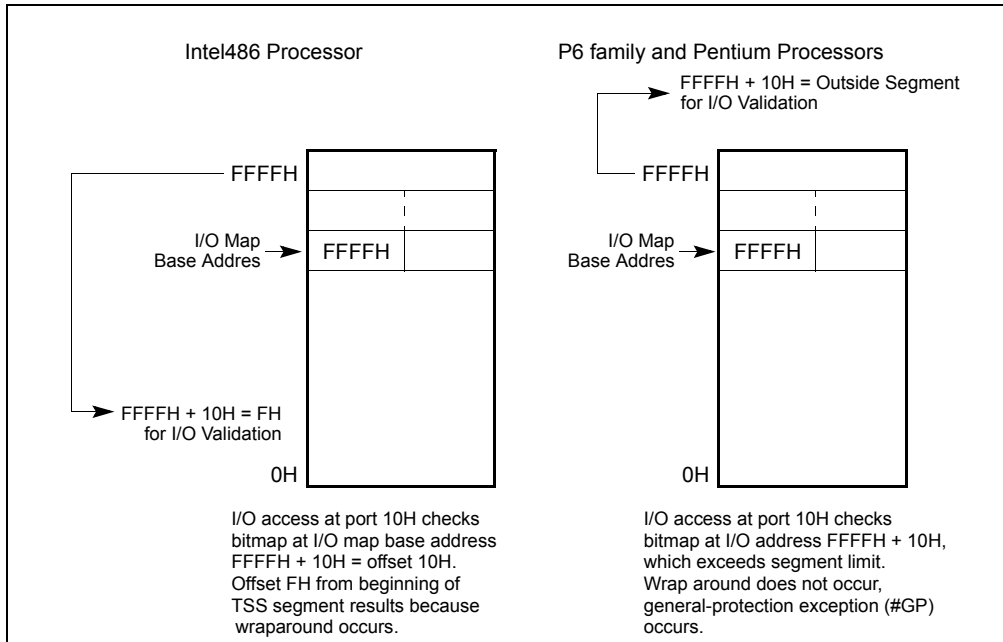 Intel486 Processor
P6 family and Pentium Processors
FFFFH + 10H = Outside Segment
for I/O Validation
FFFFH
FFFFH
I/O Map
Base Addres
FFFFH
I/O Map
Base Addres
FFFFH
FFFFH + 10H = FH
for I/O Validation
0H
0H
I/O access at port 10H checks
bitmap at I/O map base address
FFFFH + 10H = offset 10H.
Offset FH from beginning of
TSS segment results because
wraparound occurs.
I/O access at port 10H checks
bitmap at I/O address FFFFH + 10H,
which exceeds segment limit.
Wrap around does not occur,
general-protection exception (#GP)
occurs.